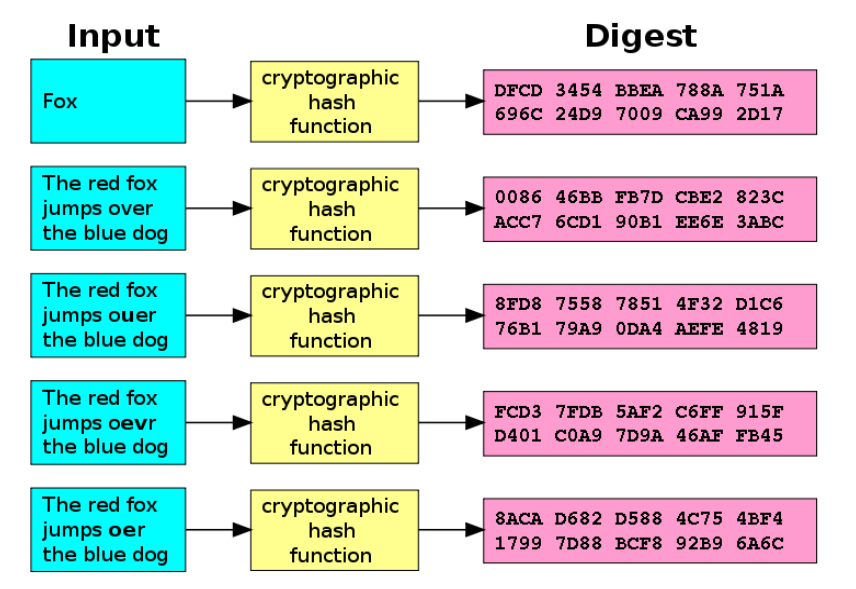 Input
Digest
Fox
cryptographic
hash
function
DFCD 3454 BBEA 788A 751A
696C 24D9 7009 CA99 2D17
The red fox
jumps over
the blue dog
cryptographic
hash
function
0086 46BB FB7D CBE2 823C
ACC7 6CD1 90B1 EE6E 3ABC
The red fox
jumps ouer
the blue dog
cryptographic
hash
function
8FD8 7558 7851 4F32 D1C6
76B1 79A9 0DA4 AEFE 4819
The red fox
jumps oevr
the blue dog
cryptographic
hash
function
FCD3 7FDB 5AF2 C6FF 915F
D401 C0A9 7D9A 46AF FB45
The red fox
jumps oer
the blue dog
cryptographic
hash
function
8ACA D682 D588 4C75 4BF4
1799 7D88 BCF8 92B9 6A6C